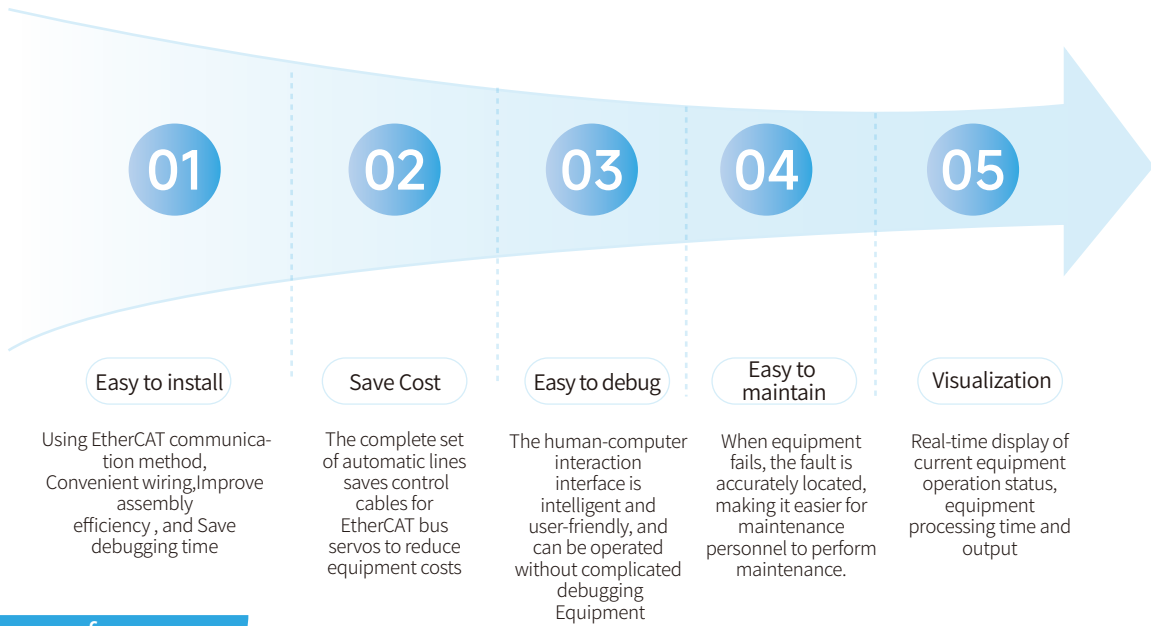 01
02
03
04
05
Easy to install
Save Cost
Easy to debug
Easy to
maintain
Visualization
Using EtherCAT communica-
tion method,
Convenient wiring,Improve
assembly
efficiency , and Save
debugging time
The complete set
of automatic lines
saves control
cables for
EtherCAT bus
servos to reduce
equipment costs
The human-computer
interaction
interface is
intelligent and
user-friendly, and
can be operated
without complicated
debugging
Equipment
When equipment
fails, the fault is
accurately located,
making it easier for
maintenance
personnel to perform
maintenance.
Real-time display of
current equipment
operation status,
equipment
processing time and
output